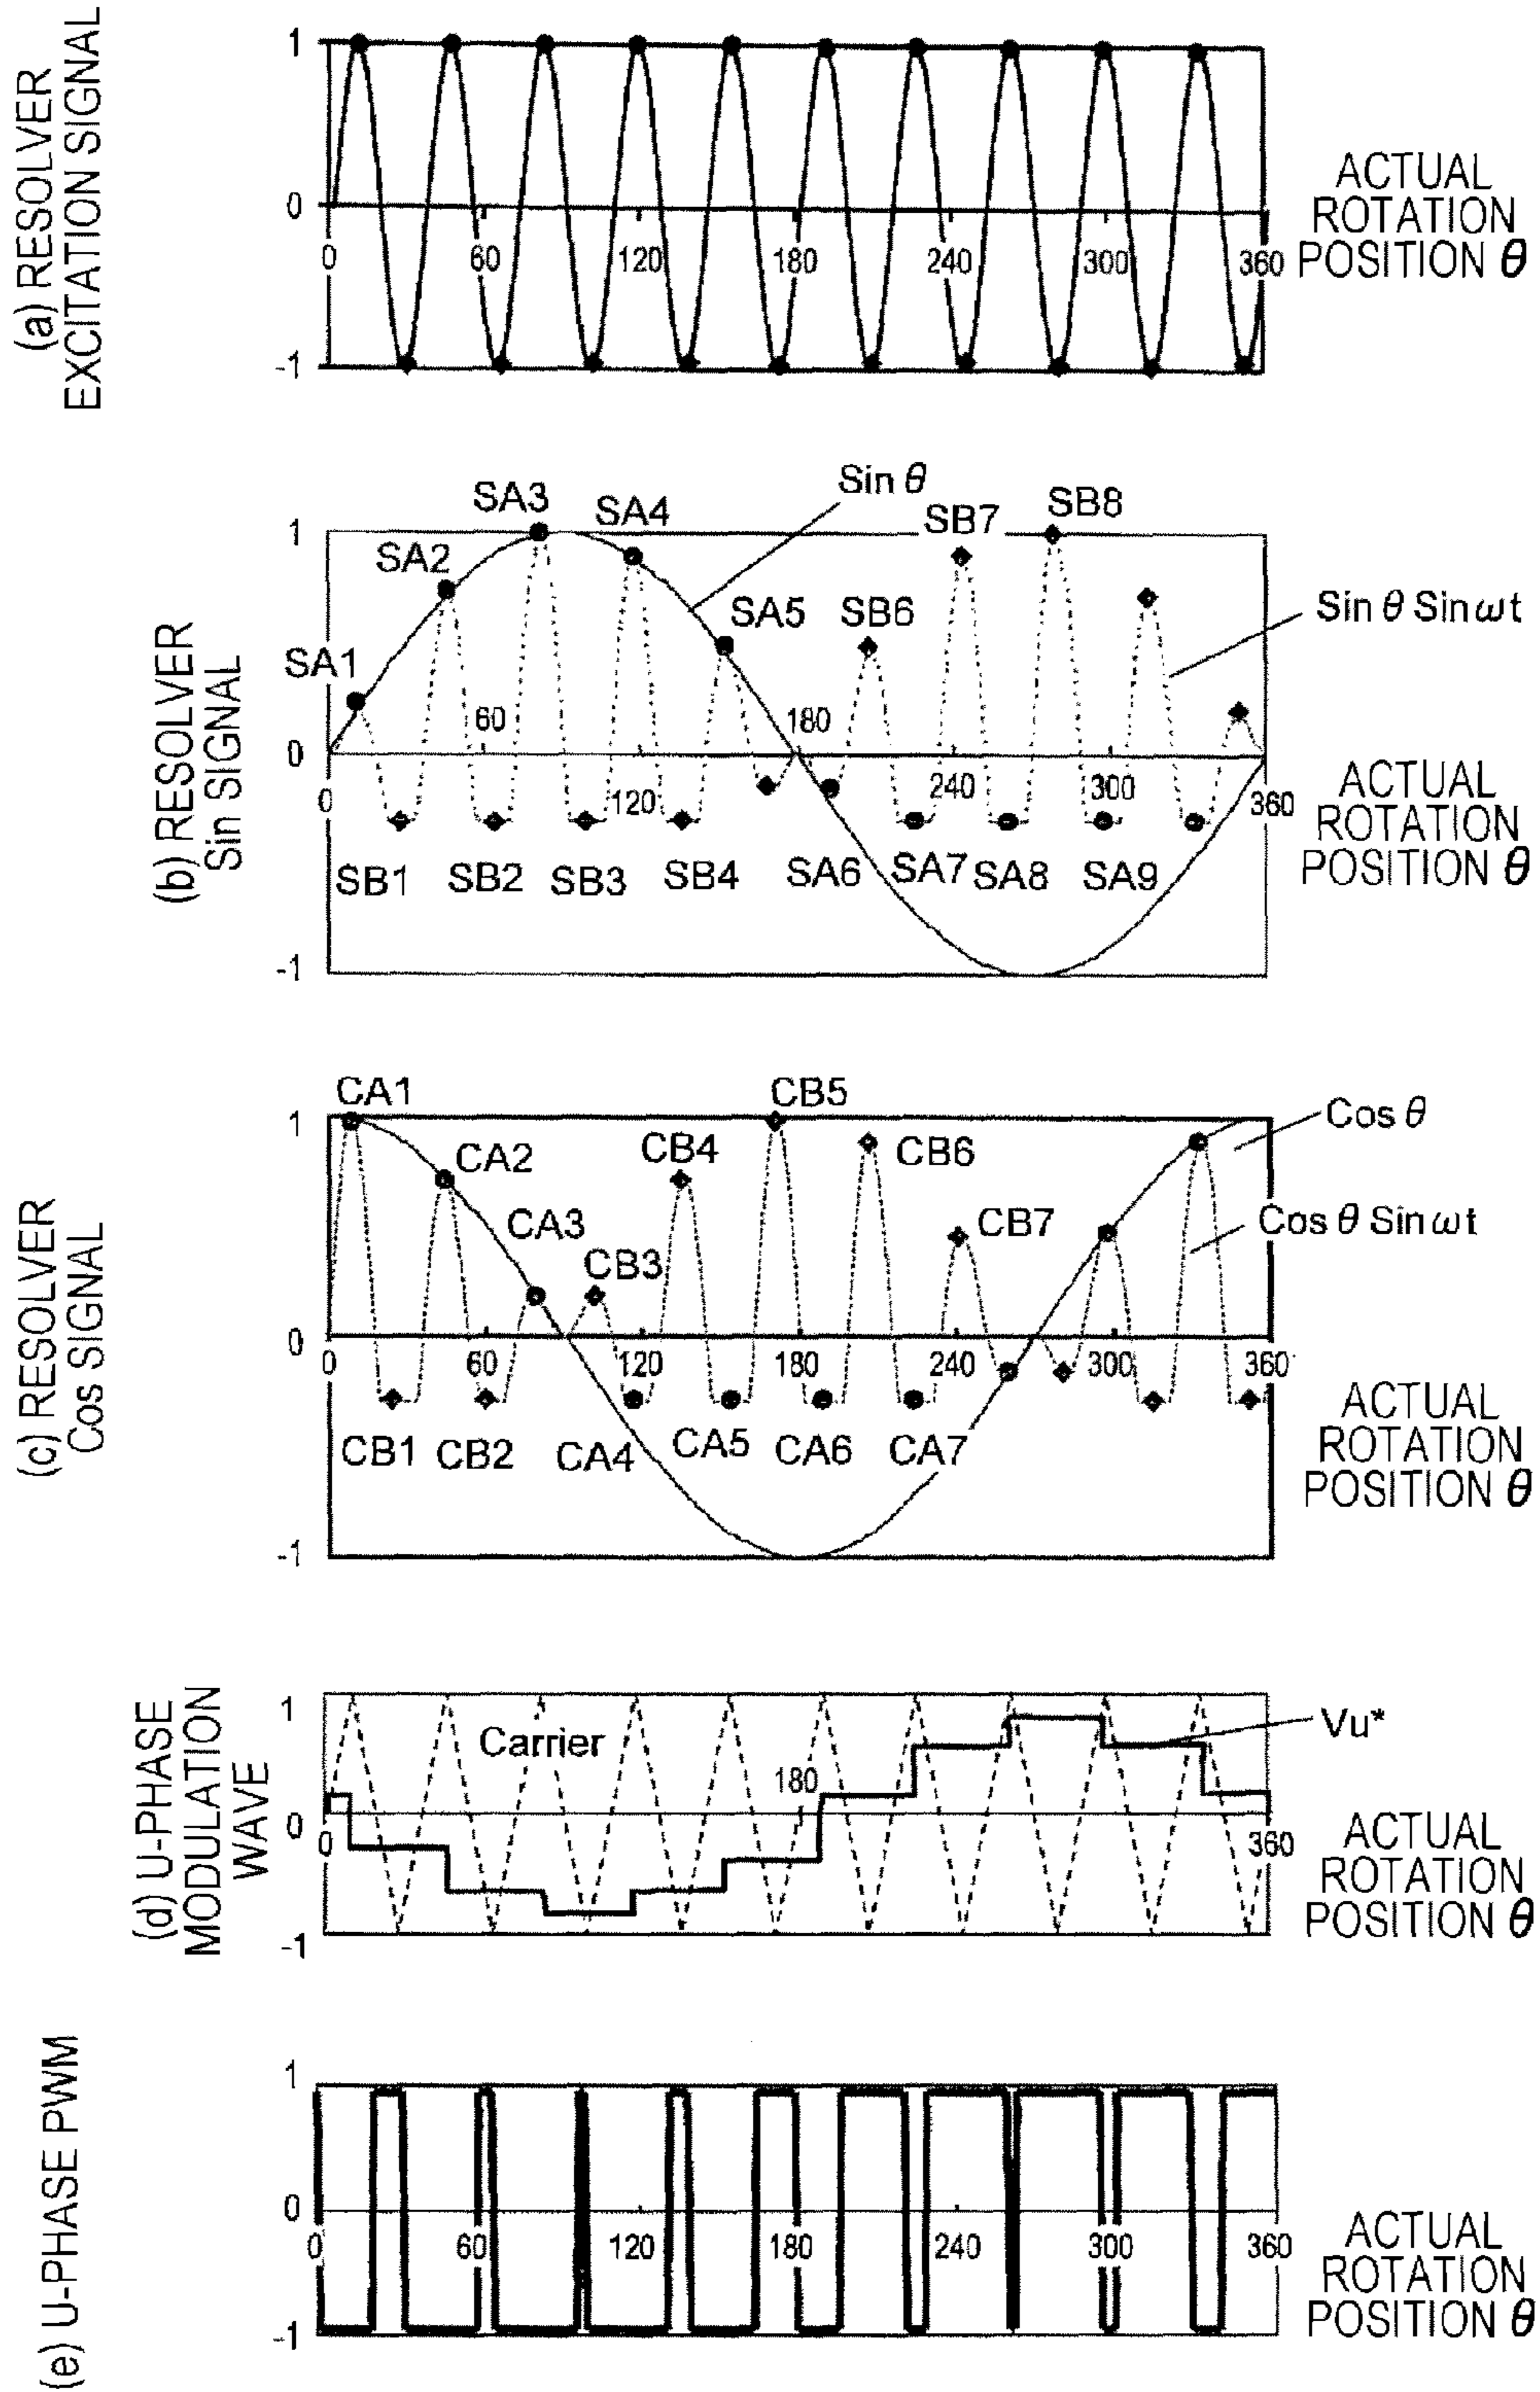 (a) RESOLVER
EXCITATION SIGNAL
1
0
-1
0
60
120
180
240
300
360
ACTUAL
ROTATION
POSITION θ
(b) RESOLVER
Sin SIGNAL
1
0
-1
SA1
SA2
SA3
SA4
Sin θ
SA5
SB6
SB7
SB8
Sin θ Sin ωt
0
60
120
180
240
300
360
SB1
SB2
SB3
SB4
SA6
SA7
SA8
SA9
ACTUAL
ROTATION
POSITION θ
(c) RESOLVER
Cos SIGNAL
1
0
-1
CA1
CA2
CA3
CB3
CB4
CB5
CB6
CB7
Cos θ
Cos θ Sin ωt
0
60
120
180
240
300
360
CB1
CB2
CA4
CA5
CA6
CA7
ACTUAL
ROTATION
POSITION θ
(d) U-PHASE
MODULATION
WAVE
1
0
-1
Carrier
Vu*
0
180
360
ACTUAL
ROTATION
POSITION θ
(e) U-PHASE PWM
1
0
-1
0
60
120
180
240
300
360
ACTUAL
ROTATION
POSITION θ